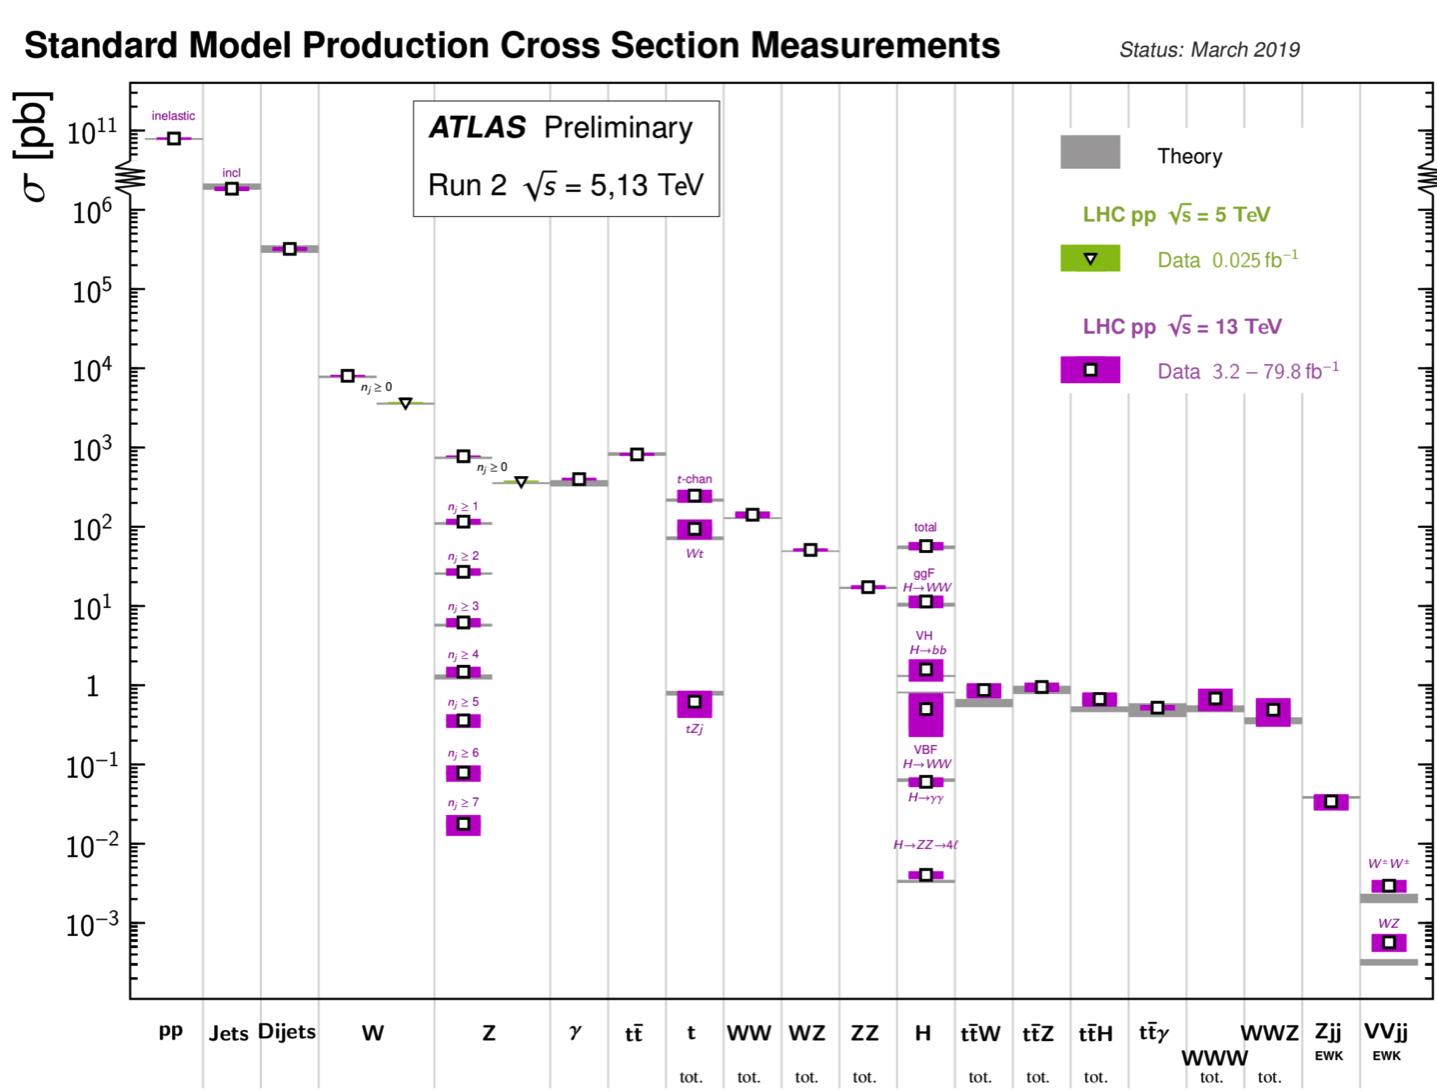 Standard Model Production Cross Section Measurements
Status: March 2019
σ [pb]
10¹¹
10⁶
10⁵
10⁴
10³
10²
10¹
1
10⁻¹
10⁻²
10⁻³
ATLAS Preliminary
Run 2 √s = 5,13 TeV
Theory
LHC pp √s = 5 TeV
Data 0.025 fb⁻¹
LHC pp √s = 13 TeV
Data 3.2 − 79.8 fb⁻¹
inelastic
incl
nⱼ ≥ 0
nⱼ ≥ 0
nⱼ ≥ 1
nⱼ ≥ 2
nⱼ ≥ 3
nⱼ ≥ 4
nⱼ ≥ 5
nⱼ ≥ 6
nⱼ ≥ 7
t-chan
Wt
tZj
total
ggF
H→WW
VH
H→bb
VBF
H→WW
H→γγ
H→ZZ→4ℓ
W±W±
WZ
pp Jets Dijets W Z γ tt̄ t WW WZ ZZ H tt̄W tt̄Z tt̄H tt̄γ WWW WWZ Zjj VVjj
EWK EWK
tot. tot. tot. tot. tot. tot. tot. tot. tot.